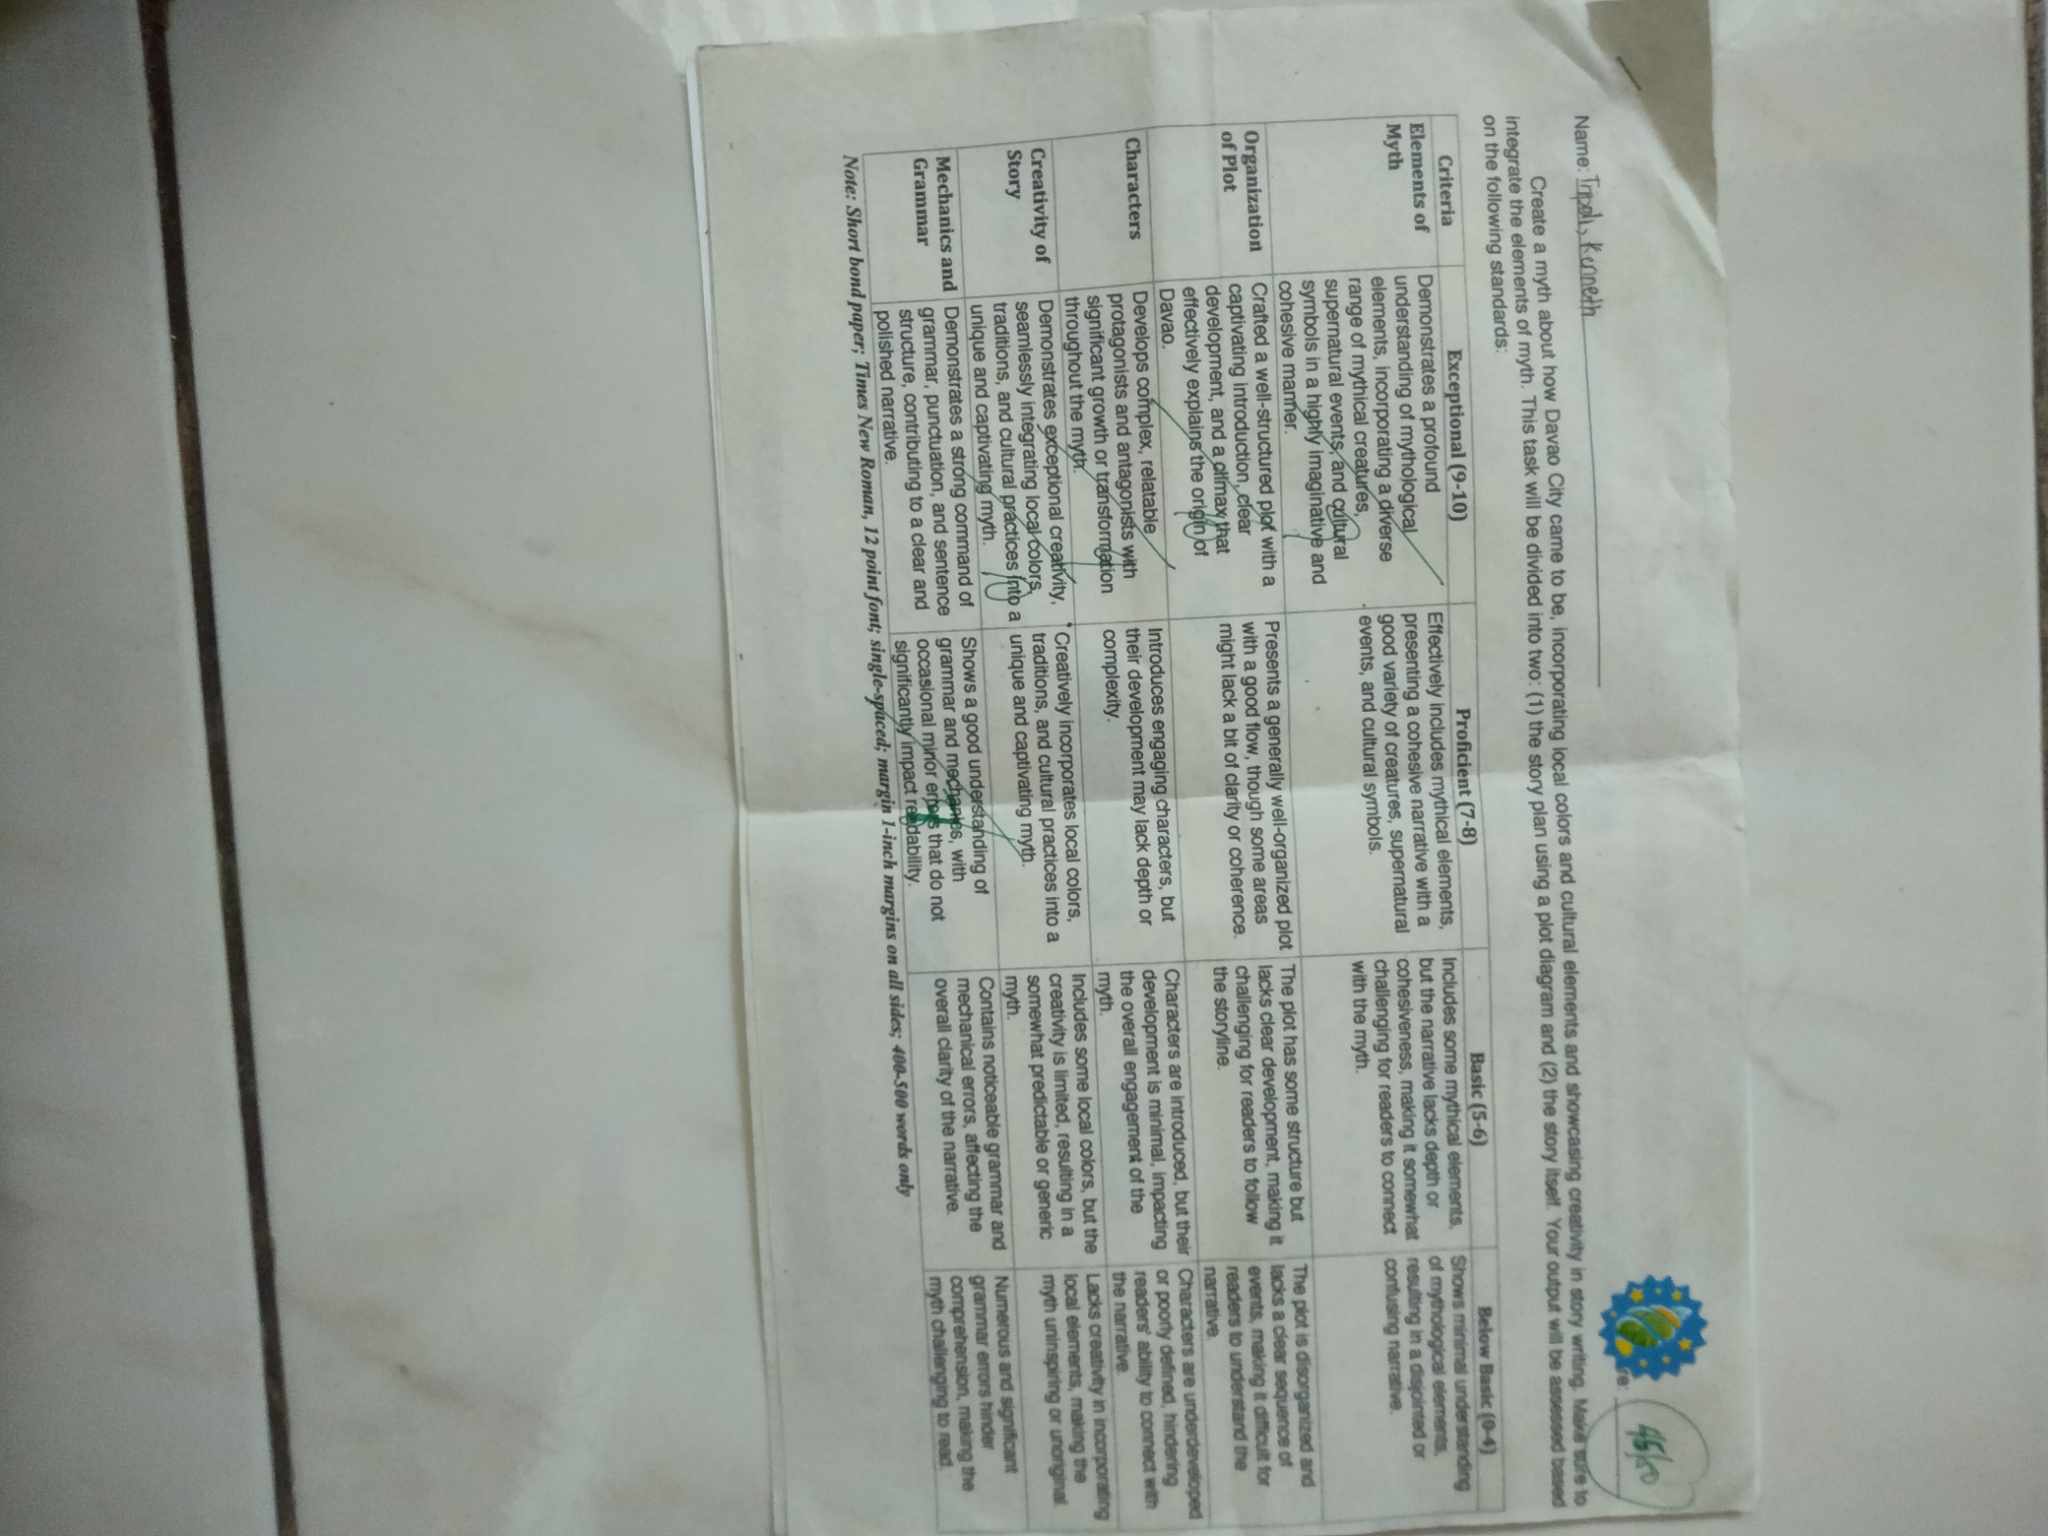 Name: Tripoli, Kenneth
45/50
Create a myth about how Davao City came to be, incorporating local colors and cultural elements and showcasing creativity in story writing. Make sure to
integrate the elements of myth. This task will be divided into two: (1) the story plan using a plot diagram and (2) the story itself. Your output will be assessed based
on the following standards:
Criteria
Exceptional (9-10)
Proficient (7-8)
Basic (5-6)
Below Basic (0-4)
Elements of
Myth
Demonstrates a profound
understanding of mythological
elements, incorporating a diverse
range of mythical creatures,
supernatural events, and cultural
symbols in a highly imaginative and
cohesive manner.
Effectively includes mythical elements,
presenting a cohesive narrative with a
good variety of creatures, supernatural
events, and cultural symbols.
Includes some mythical elements,
but the narrative lacks depth or
cohesiveness, making it somewhat
challenging for readers to connect
with the myth.
Shows minimal understanding
of mythological elements,
resulting in a disjointed or
confusing narrative.
Organization
of Plot
Crafted a well-structured plot with a
captivating introduction, clear
development, and a climax that
effectively explains the origin of
Davao.
Presents a generally well-organized plot
with a good flow, though some areas
might lack a bit of clarity or coherence.
The plot has some structure but
lacks clear development, making it
challenging for readers to follow
the storyline.
The plot is disorganized and
lacks a clear sequence of
events, making it difficult for
readers to understand the
narrative.
Characters
Develops complex, relatable
protagonists and antagonists with
significant growth or transformation
throughout the myth.
Introduces engaging characters, but
their development may lack depth or
complexity.
Characters are introduced, but their
development is minimal, impacting
the overall engagement of the
myth.
Characters are underdeveloped
or poorly defined, hindering
readers' ability to connect with
the narrative.
Creativity of
Story
Demonstrates exceptional creativity,
seamlessly integrating local colors,
traditions, and cultural practices into a
unique and captivating myth.
Creatively incorporates local colors,
traditions, and cultural practices into a
unique and captivating myth.
Includes some local colors, but the
creativity is limited, resulting in a
somewhat predictable or generic
myth.
Lacks creativity in incorporating
local elements, making the
myth uninspiring or unoriginal
Mechanics and
Grammar
Demonstrates a strong command of
grammar, punctuation, and sentence
structure, contributing to a clear and
polished narrative.
Shows a good understanding of
grammar and mechanics, with
occasional minor errors that do not
significantly impact readability.
Contains noticeable grammar and
mechanical errors, affecting the
overall clarity of the narrative.
Numerous and significant
grammar errors hinder
comprehension, making the
myth challenging to read.
Note: Short bond paper; Times New Roman, 12 point font; single-spaced; margin 1-inch margins on all sides; 400-500 words only